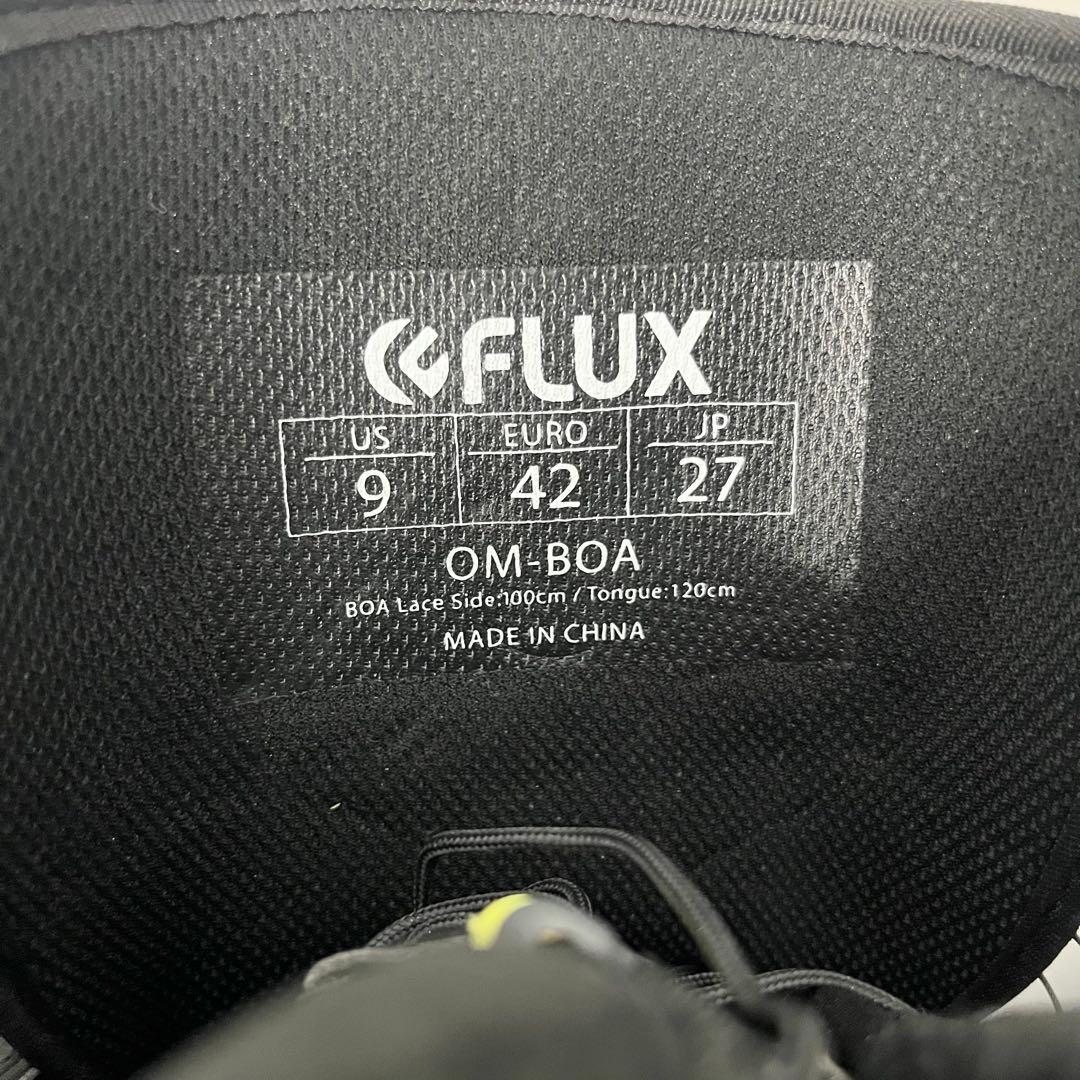 FLUX
US EURO JP
9 42 27
OM-BOA
BOA Lace Side:100cm / Tongue:120cm
MADE IN CHINA